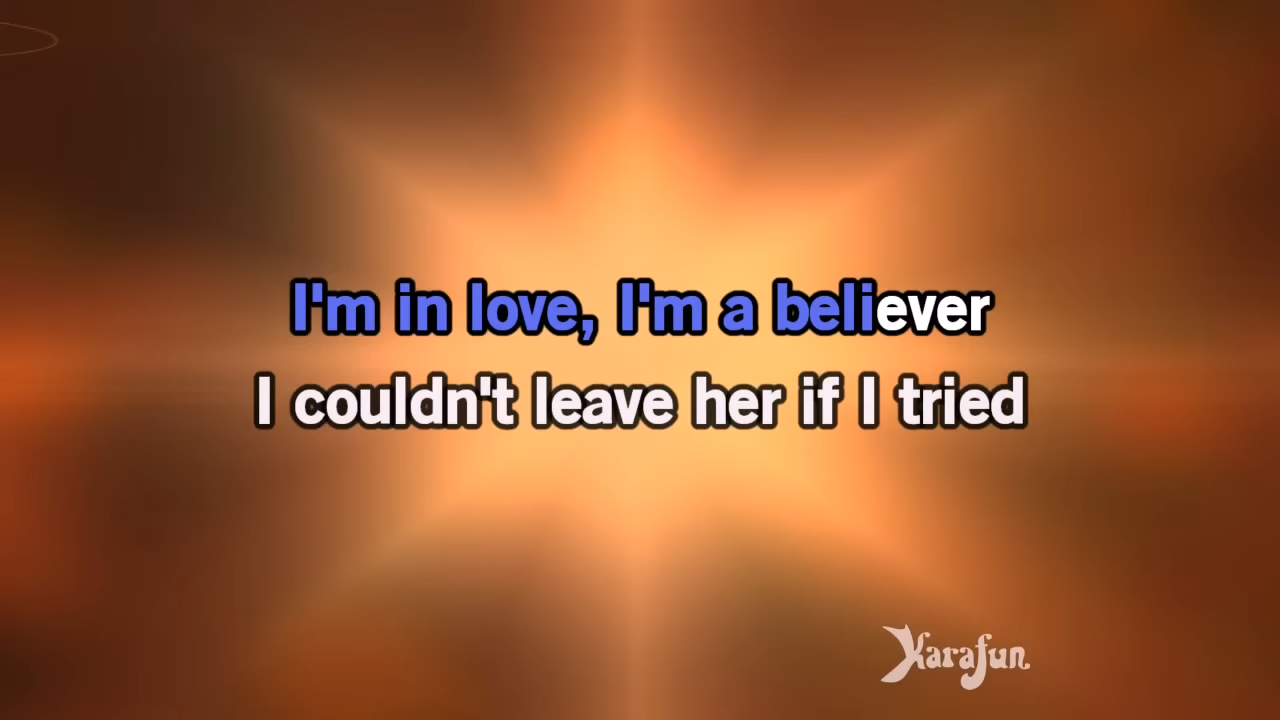 I'm in love, I'm a believer
I couldn't leave her if I tried
Karafun